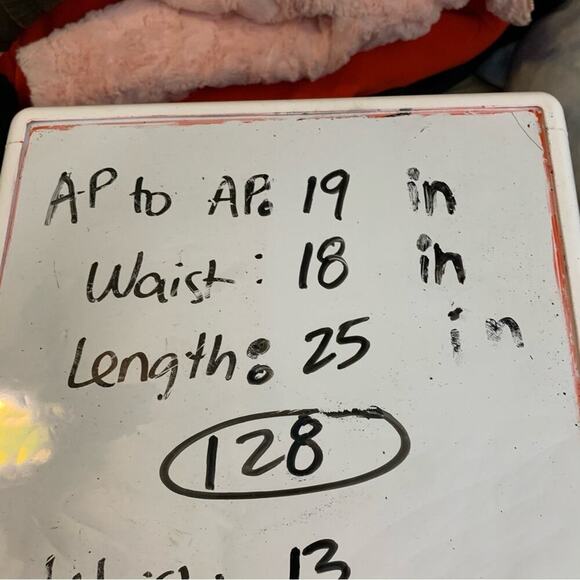 AP to AP: 19 in
Waist: 18 in
Length: 25 in
128
13